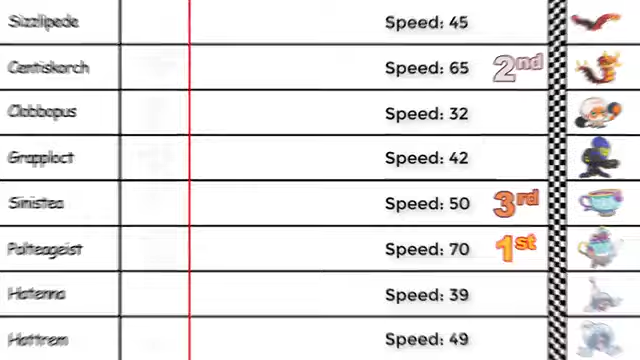 Sizzlipede Speed: 45
Centiskorch Speed: 65 2nd
Clobbopus Speed: 32
Grapploct Speed: 42
Sinistea Speed: 50 3rd
Polteageist Speed: 70 1st
Hatenna Speed: 39
Hattrem Speed: 49